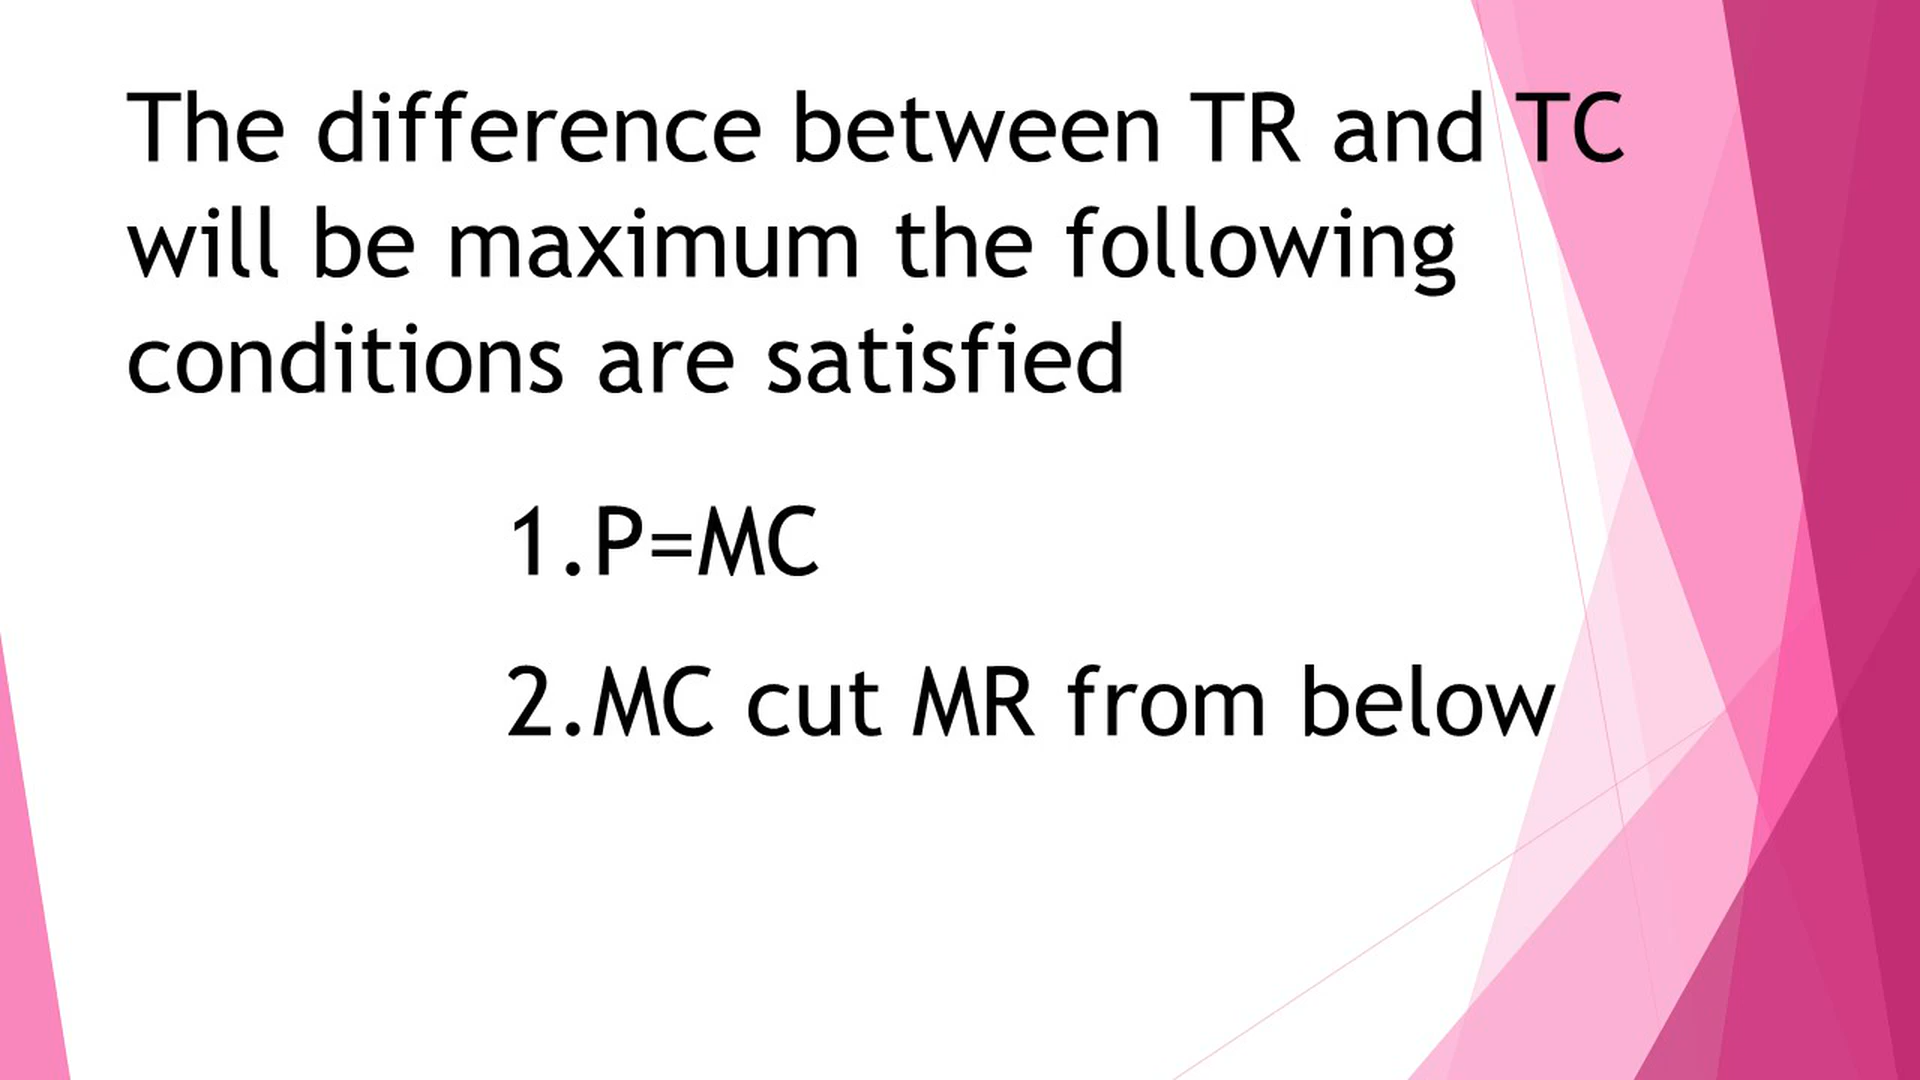 The difference between TR and TC
will be maximum the following
conditions are satisfied
1.P=MC
2.MC cut MR from below